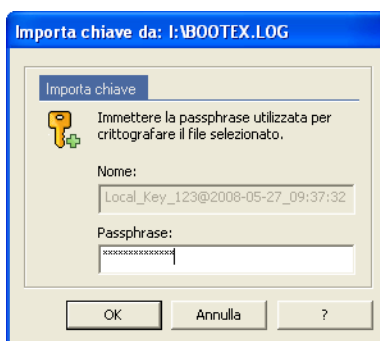 Importa chiave da: I:\BOOTEX.LOG
Importa chiave
Immettere la passphrase utilizzata per
crittografare il file selezionato.
Nome:
Local_Key_123@2008-05-27_09:37:32
Passphrase:
xxxxxxxxxxxxxx
OK Annulla ?